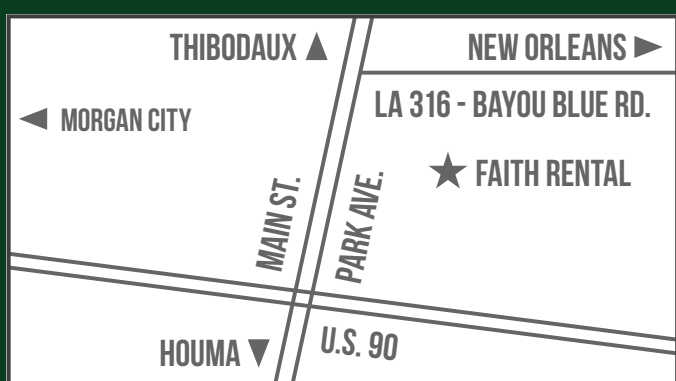 THIBODAUX
NEW ORLEANS
LA 316 - BAYOU BLUE RD.
MORGAN CITY
FAITH RENTAL
MAIN ST.
PARK AVE.
U.S. 90
HOUMA